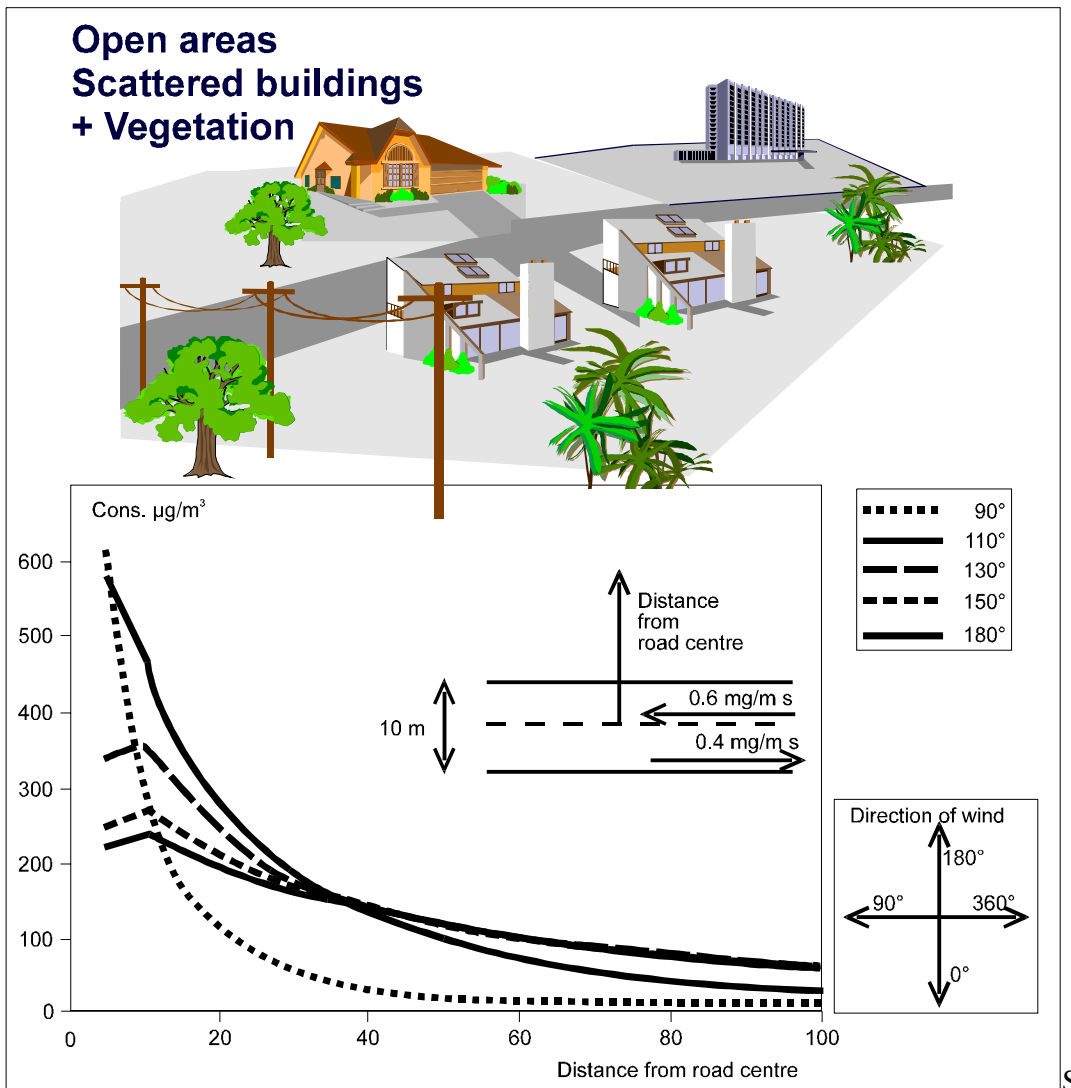 Open areas
Scattered buildings
+ Vegetation
Cons. µg/m³
600
500
400
300
200
100
0
0
20
40
60
80
100
Distance from road centre
Distance
from
road centre
10 m
0.6 mg/m s
0.4 mg/m s
90°
110°
130°
150°
180°
Direction of wind
180°
90°
360°
0°
S